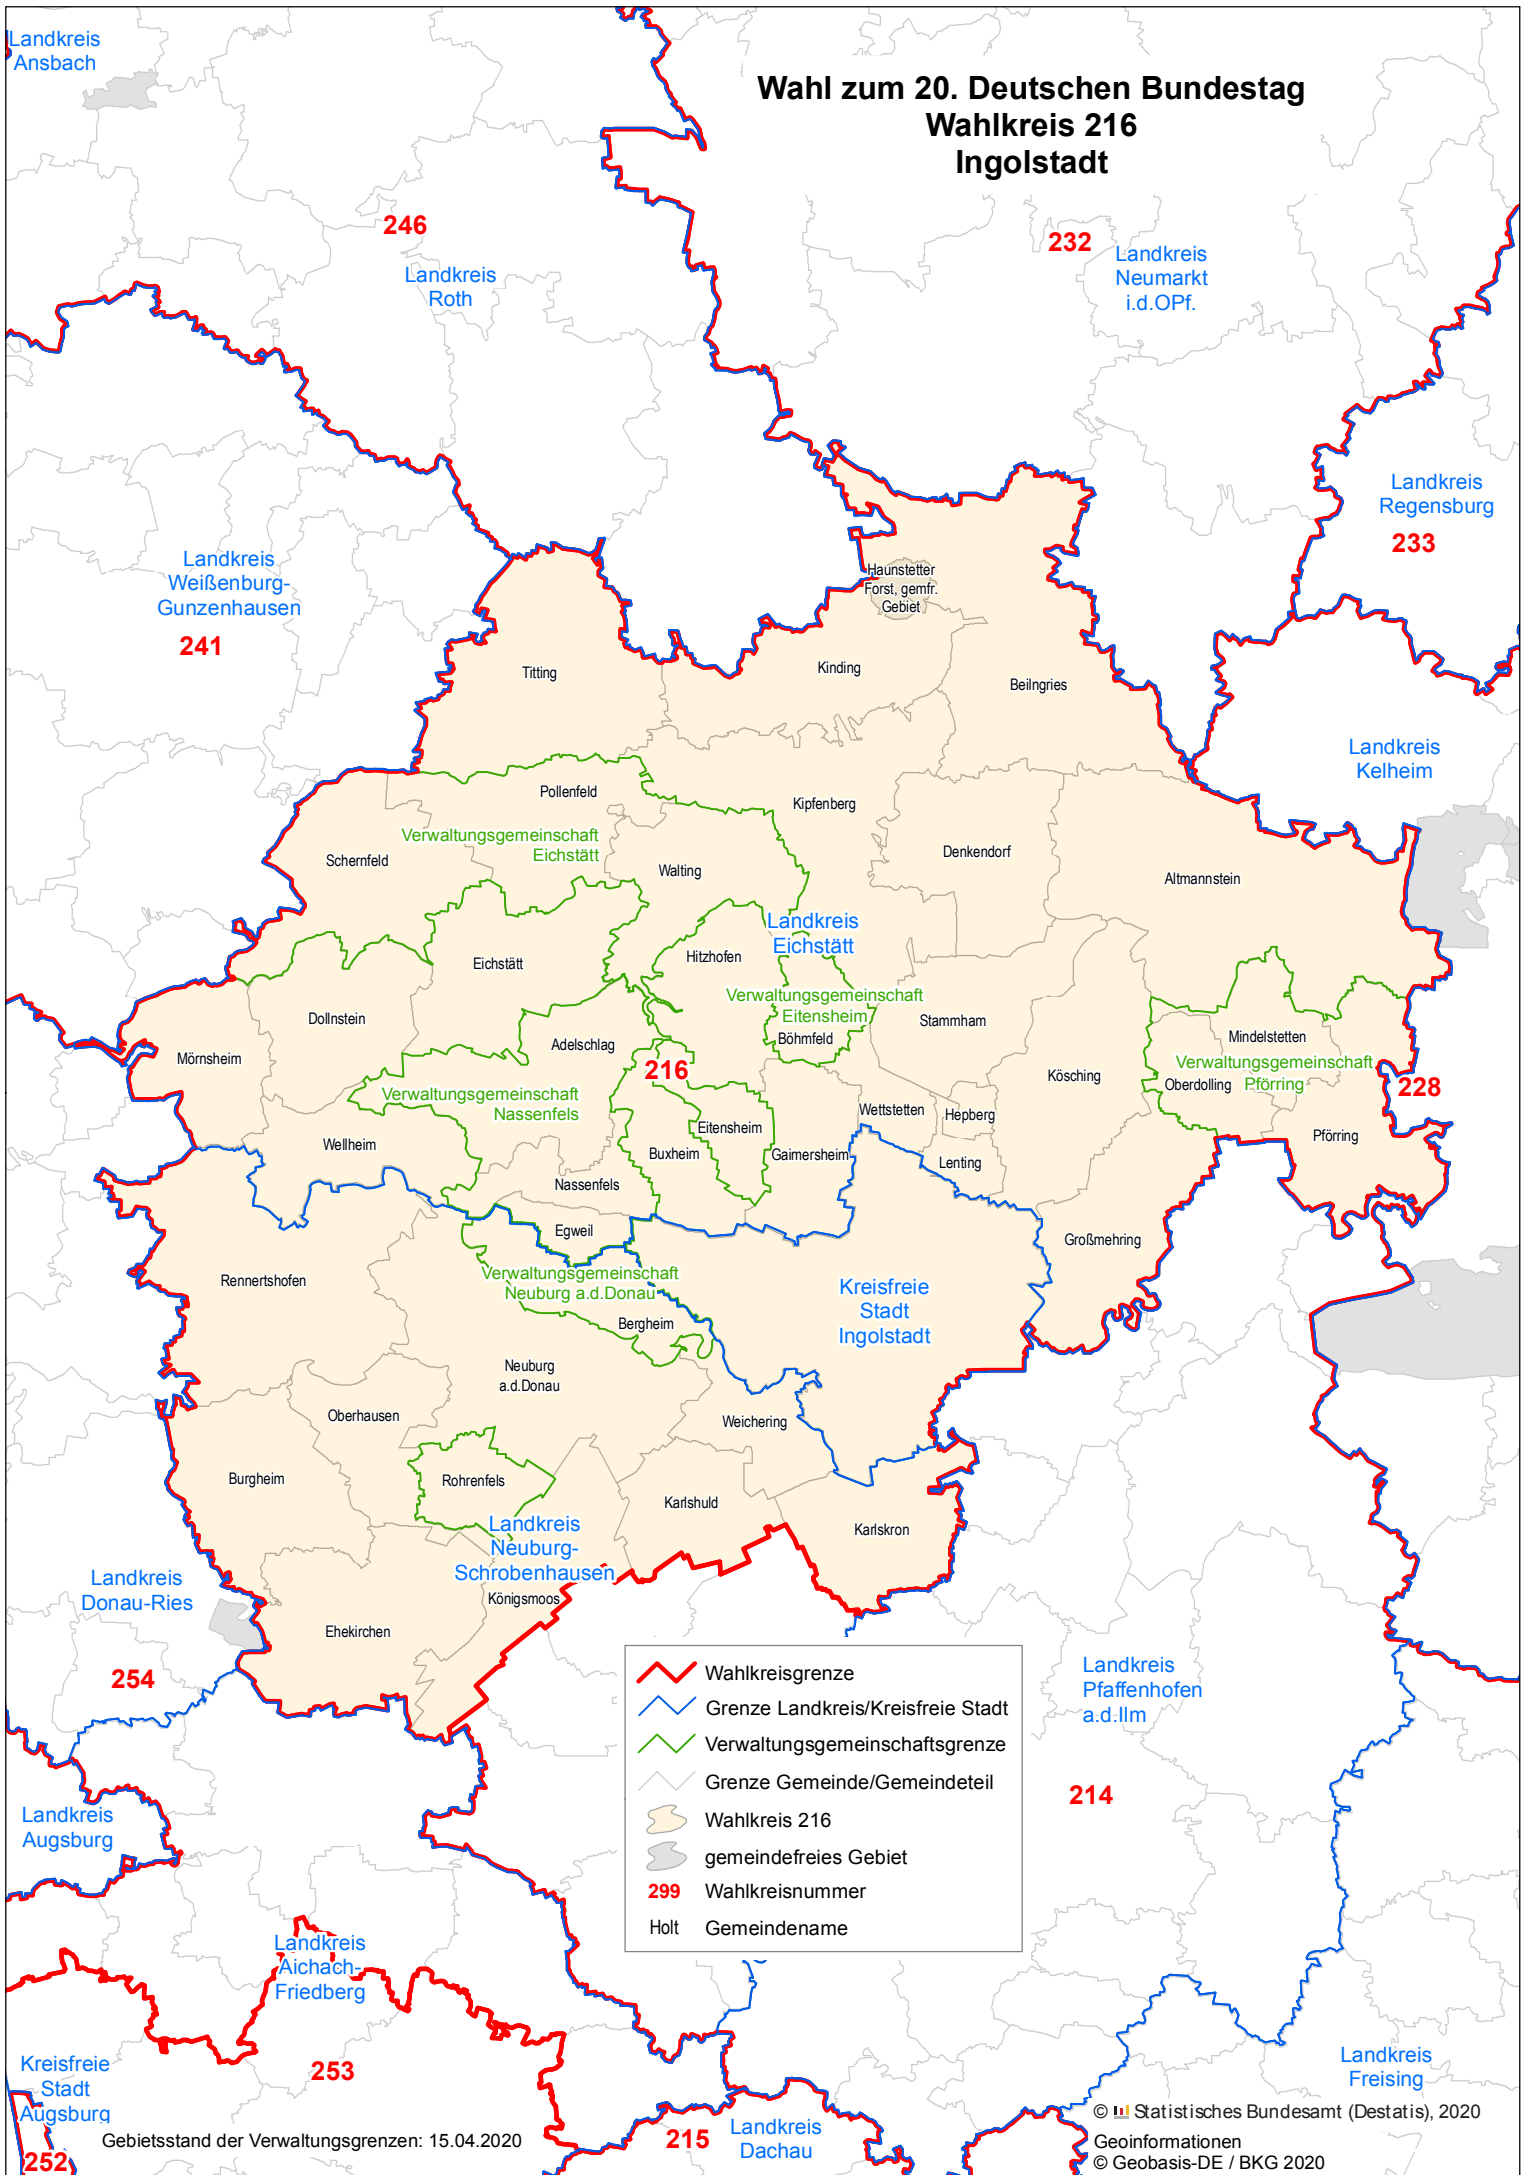 Wahl zum 20. Deutschen Bundestag
Wahlkreis 216
Ingolstadt
Landkreis
Ansbach
246
Landkreis
Roth
232
Landkreis
Neumarkt
i.d.OPf.
Landkreis
Regensburg
233
Landkreis
Weißenburg-
Gunzenhausen
241
Haunstetter
Forst, gemfr.
Gebiet
Titting
Kinding
Beilngries
Landkreis
Kelheim
Pollenfeld
Kipfenberg
Verwaltungsgemeinschaft
Eichstätt
Schernfeld
Walting
Denkendorf
Altmannstein
Landkreis
Eichstätt
Eichstätt
Hitzhofen
Verwaltungsgemeinschaft
Eitensheim
Dollnstein
Stammham
Böhmfeld
Mindelstetten
Mörnsheim
Adelschlag
216
Kösching
Verwaltungsgemeinschaft
Pförring
Oberdolling
228
Verwaltungsgemeinschaft
Nassenfels
Wettstetten
Hepberg
Eitensheim
Pförring
Wellheim
Buxheim
Gaimersheim
Lenting
Nassenfels
Egweil
Großmehring
Rennertshofen
Verwaltungsgemeinschaft
Neuburg a.d.Donau
Kreisfreie
Stadt
Ingolstadt
Bergheim
Neuburg
a.d.Donau
Oberhausen
Weichering
Burgheim
Rohrenfels
Karlshuld
Karlskron
Landkreis
Neuburg-
Schrobenhausen
Königsmoos
Landkreis
Donau-Ries
Ehekirchen
254
Landkreis
Pfaffenhofen
a.d.Ilm
214
Wahlkreisgrenze
Grenze Landkreis/Kreisfreie Stadt
Verwaltungsgemeinschaftsgrenze
Grenze Gemeinde/Gemeindeteil
Wahlkreis 216
gemeindefreies Gebiet
299 Wahlkreisnummer
Holt Gemeindename
Landkreis
Augsburg
Landkreis
Aichach-
Friedberg
253
Kreisfreie
Stadt
Augsburg
252
Landkreis
Freising
215
Landkreis
Dachau
Gebietsstand der Verwaltungsgrenzen: 15.04.2020
© Statistisches Bundesamt (Destatis), 2020
Geoinformationen
© Geobasis-DE / BKG 2020